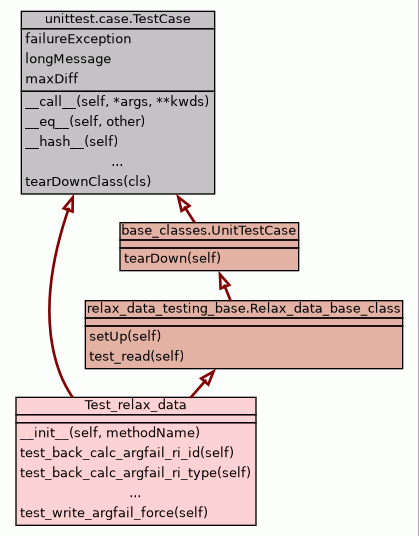 unittest.case.TestCase
failureException
longMessage
maxDiff
__call__(self, *args, **kwds)
__eq__(self, other)
__hash__(self)
...
tearDownClass(cls)
base_classes.UnitTestCase
tearDown(self)
relax_data_testing_base.Relax_data_base_class
setUp(self)
test_read(self)
Test_relax_data
__init__(self, methodName)
test_back_calc_argfail_ri_id(self)
test_back_calc_argfail_ri_type(self)
...
test_write_argfail_force(self)